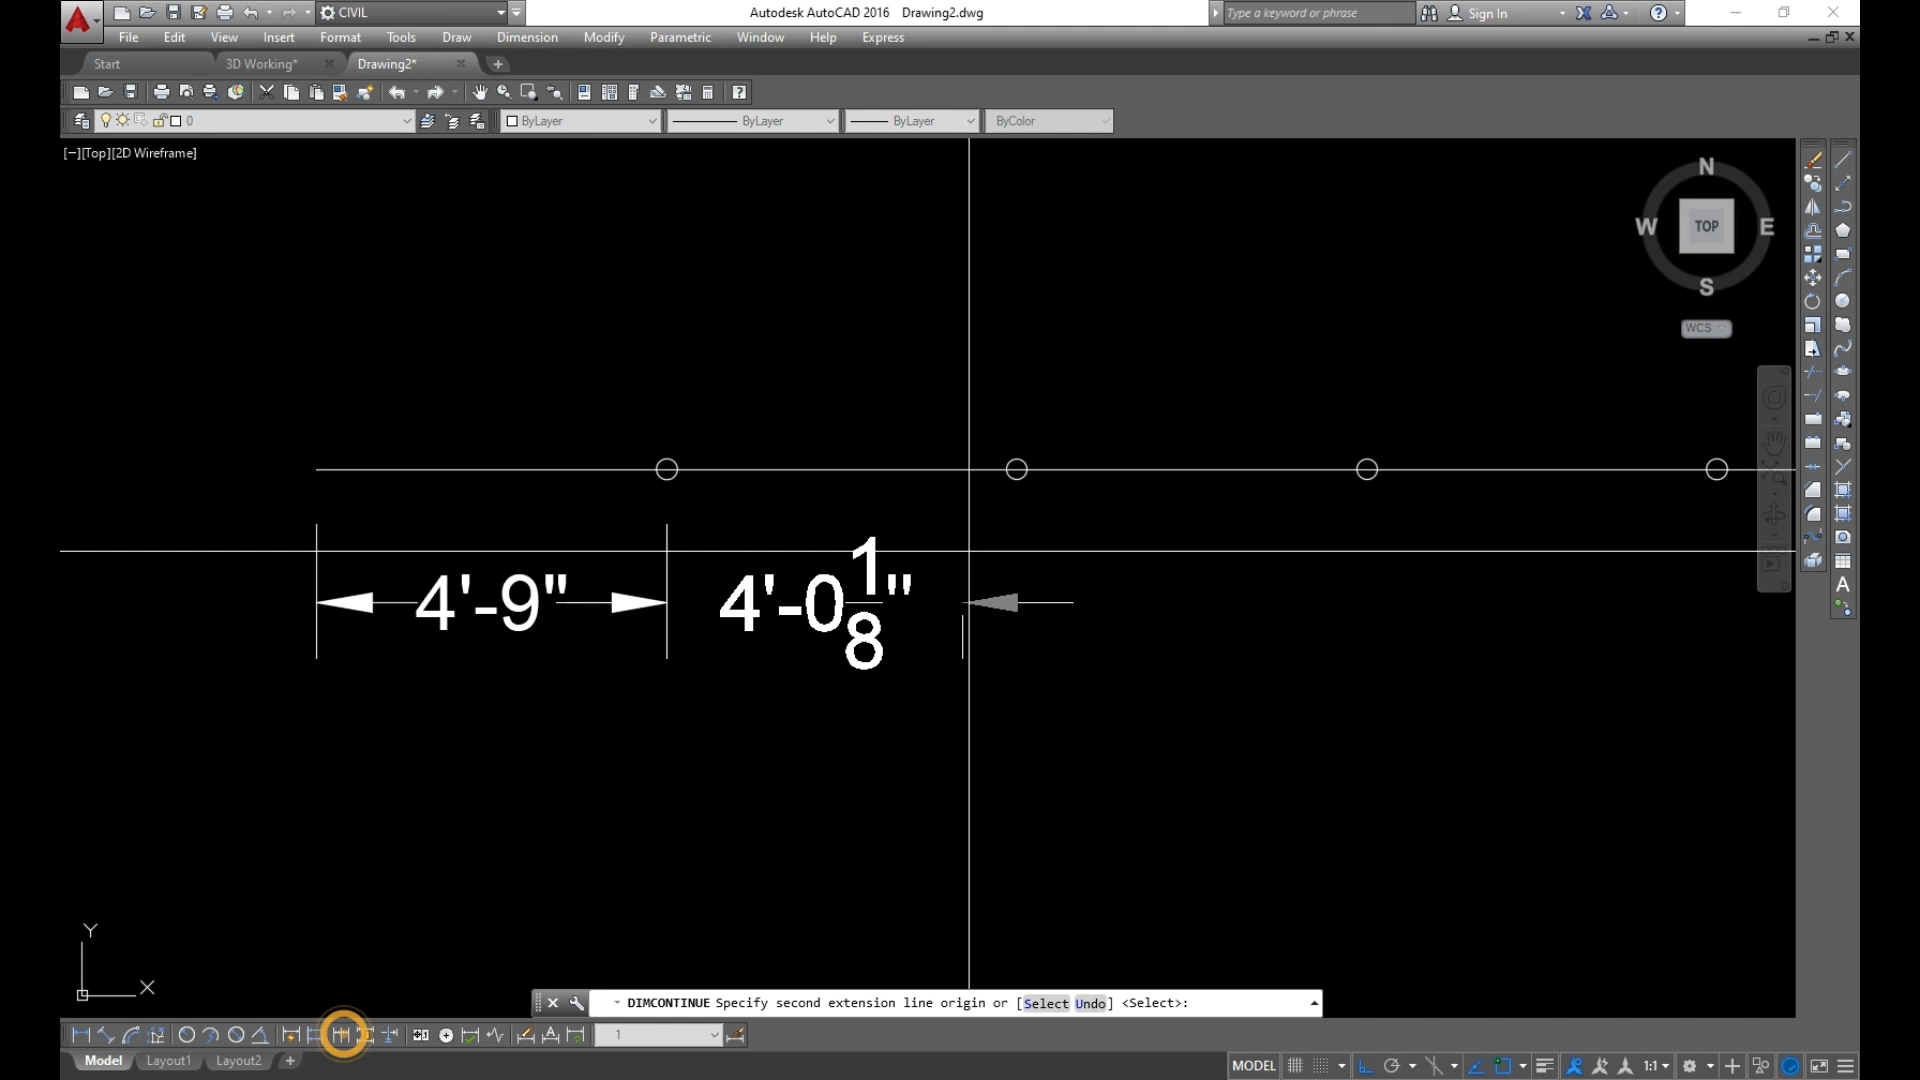 CIVIL
Autodesk AutoCAD 2016 Drawing2.dwg
Type a keyword or phrase
Sign In
File Edit View Insert Format Tools Draw Dimension Modify Parametric Window Help Express
Start 3D Working* Drawing2*
0 ByLayer ByLayer ByLayer ByColor
[−][Top][2D Wireframe]
N
W TOP E
S
WCS
4'-9" 4'-0 1/8"
A
Y
X
DIMCONTINUE Specify second extension line origin or [Select Undo] <Select>:
1
Model Layout1 Layout2
MODEL 1:1